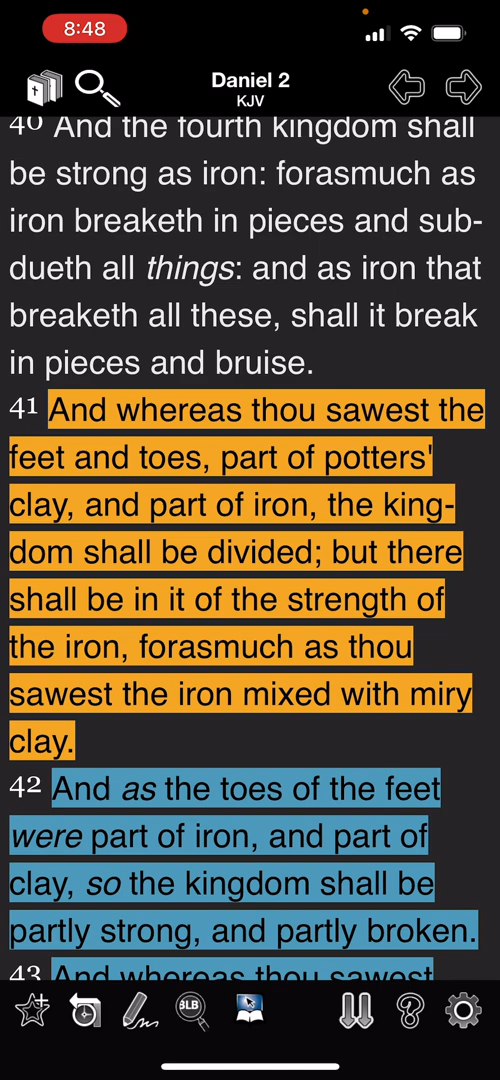 8:48
Daniel 2
KJV
40 And the fourth kingdom shall
be strong as iron: forasmuch as
iron breaketh in pieces and sub-
dueth all things: and as iron that
breaketh all these, shall it break
in pieces and bruise.
41 And whereas thou sawest the
feet and toes, part of potters'
clay, and part of iron, the king-
dom shall be divided; but there
shall be in it of the strength of
the iron, forasmuch as thou
sawest the iron mixed with miry
clay.
42 And as the toes of the feet
were part of iron, and part of
clay, so the kingdom shall be
partly strong, and partly broken.
43 And whereas thou sawest
BLB